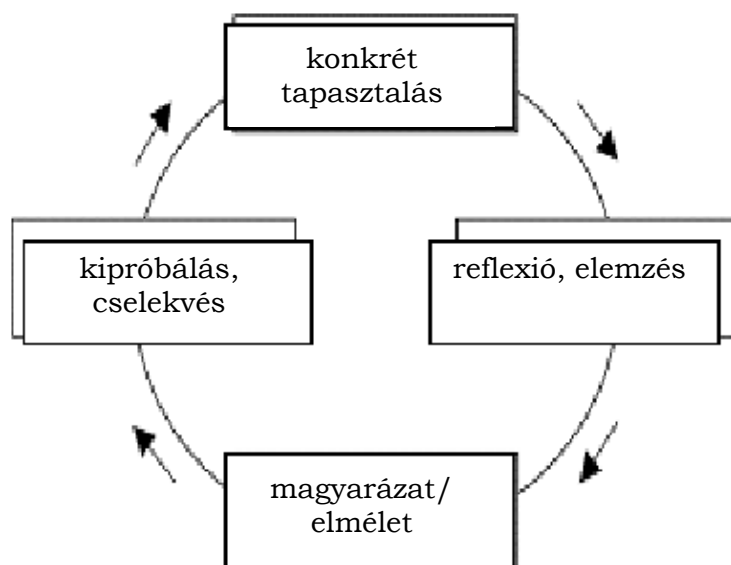 konkrét
tapasztalás
kipróbálás,
cselekvés
reflexió, elemzés
magyarázat/
elmélet